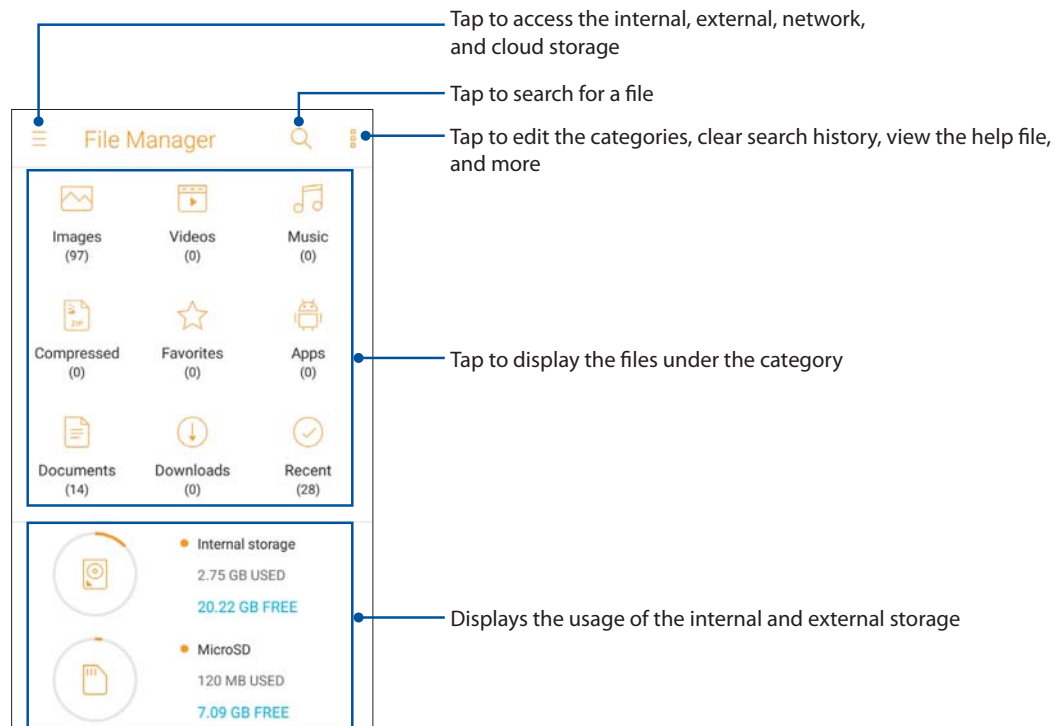 Tap to access the internal, external, network,
and cloud storage
Tap to search for a file
File Manager
Tap to edit the categories, clear search history, view the help file,
and more
Images
(97)
Videos
(0)
Music
(0)
ZIP
Compressed
(0)
Favorites
(0)
Apps
(0)
Tap to display the files under the category
Documents
(14)
Downloads
(0)
Recent
(28)
Internal storage
2.75 GB USED
20.22 GB FREE
Displays the usage of the internal and external storage
MicroSD
120 MB USED
7.09 GB FREE